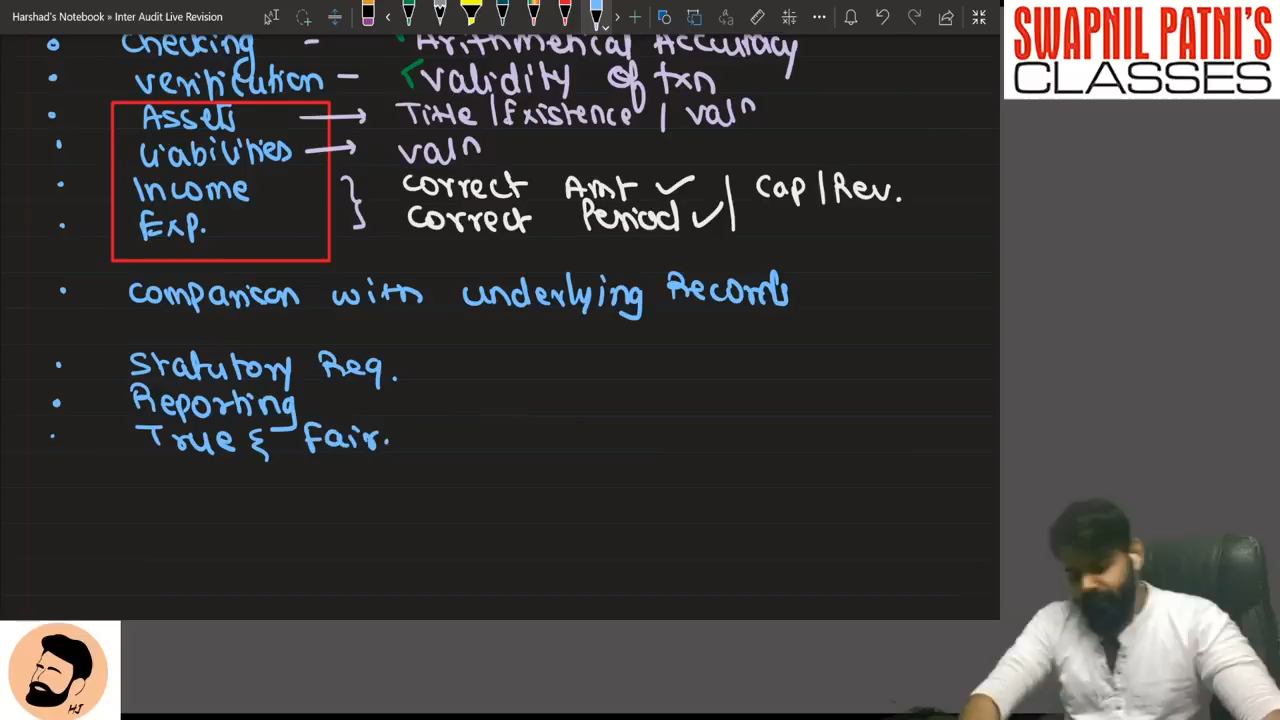 Harshad's Notebook » Inter Audit Live Revision
SWAPNIL PATNI'S
CLASSES
• Checking - Arithmetical Accuracy
• Verification - validity of txn
• Assets → Title | Existence | Valn
• Liabilities → Valn
• Income } Correct Amt ✓ | Cap | Rev.
• Exp. Correct Period ✓
• Comparison with underlying Records
• Statutory Req.
• Reporting
• True & Fair.
HJ